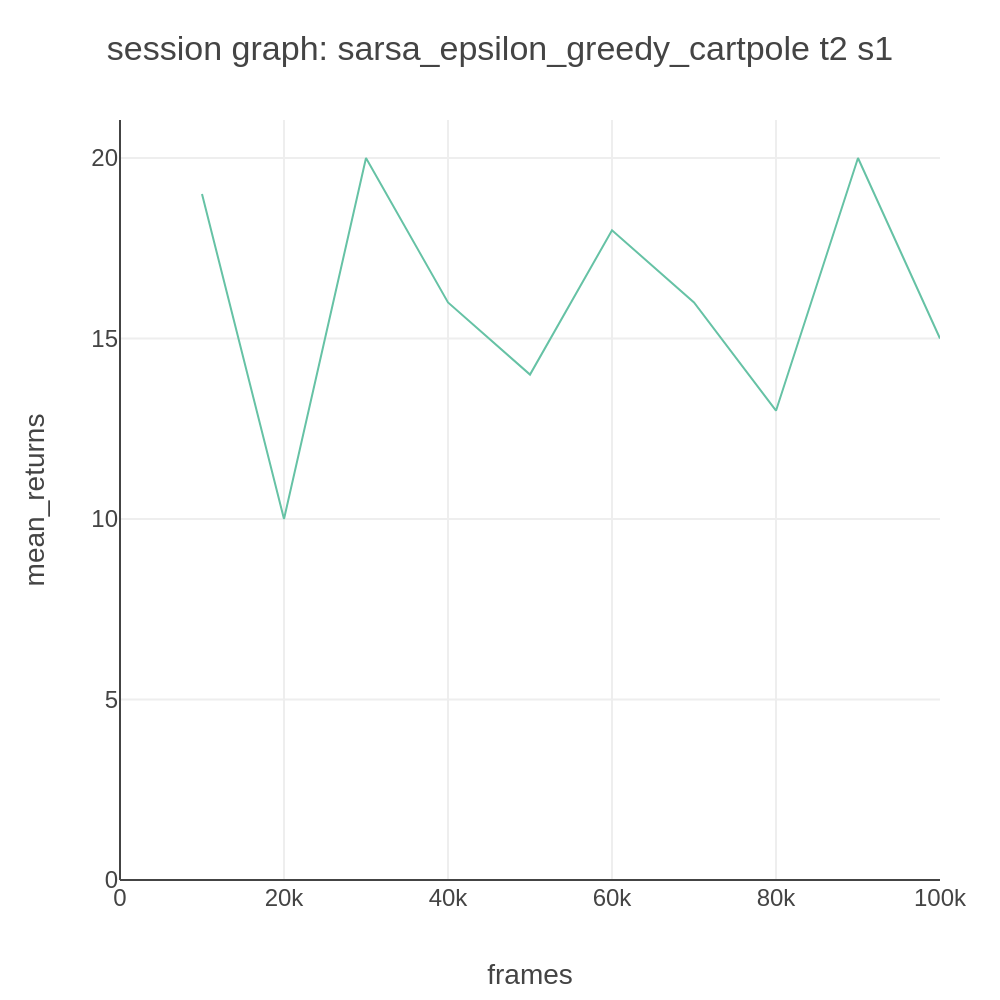 session graph: sarsa_epsilon_greedy_cartpole t2 s1
20
15
10
5
0
mean_returns
0 20k 40k 60k 80k 100k
frames